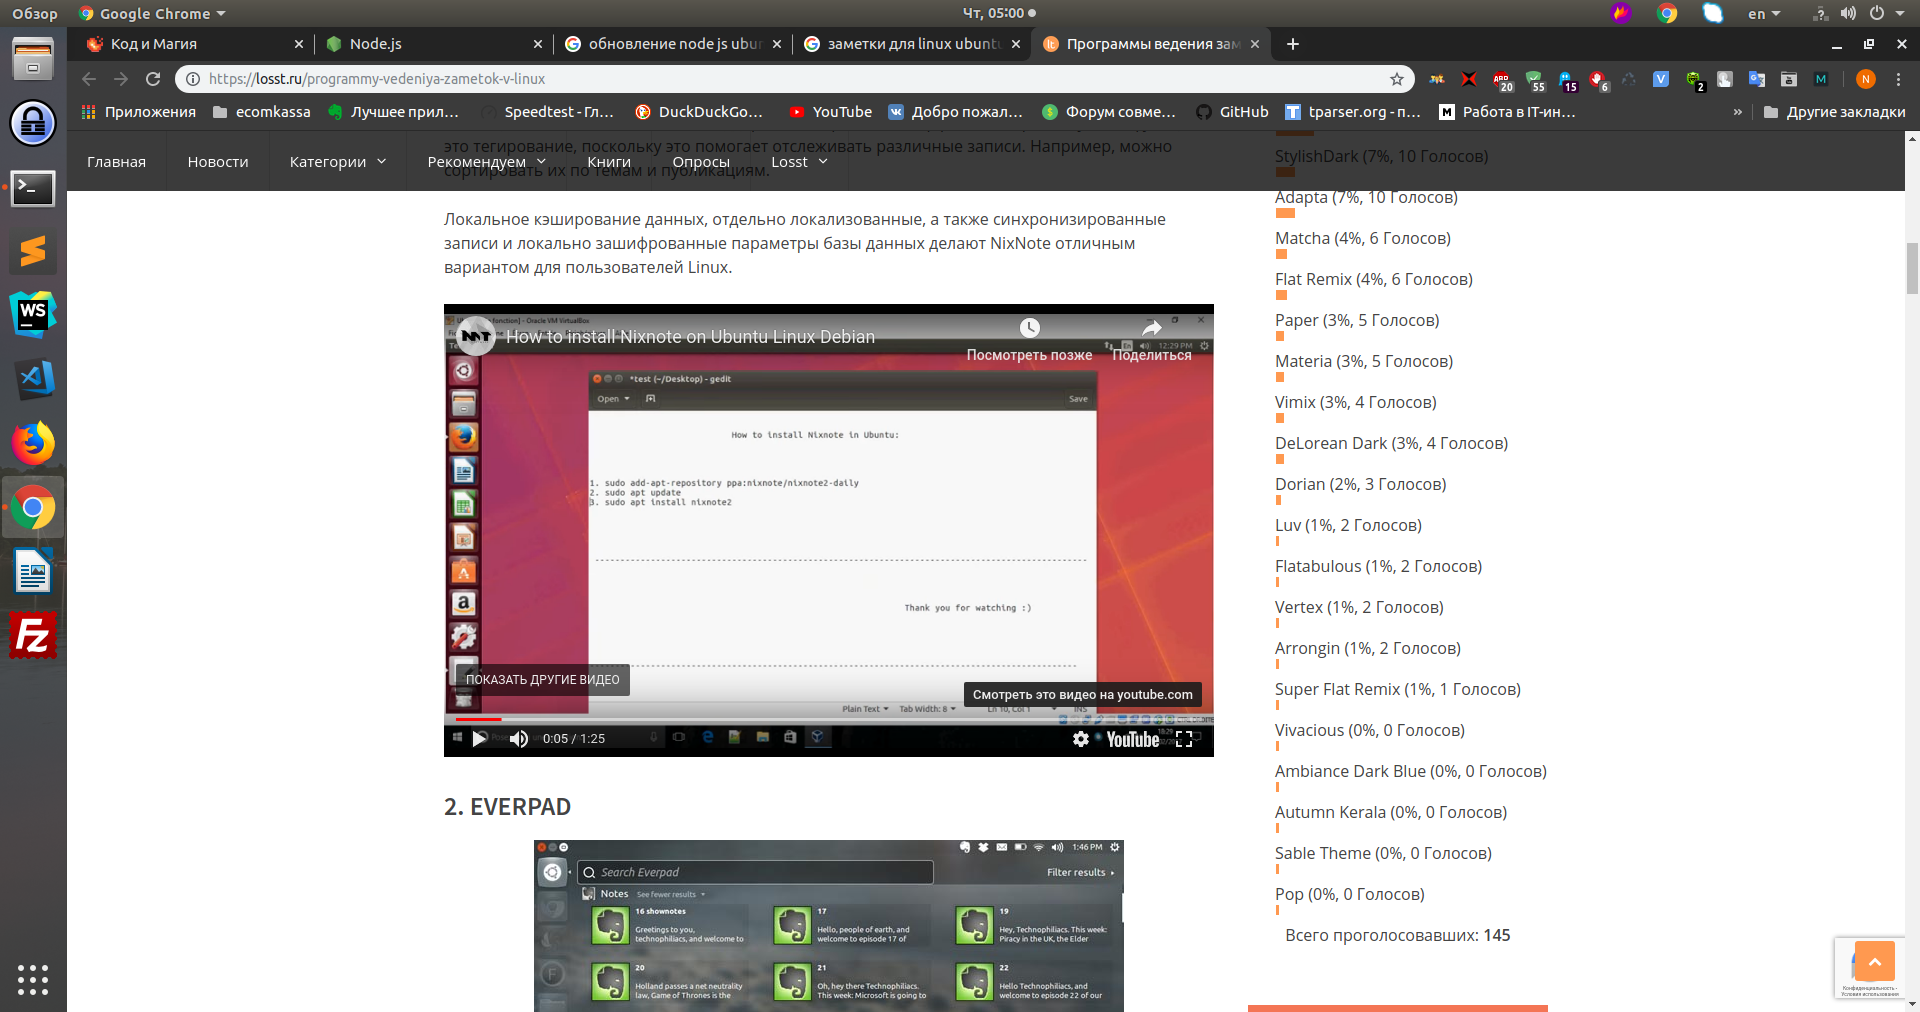 Обзор
Google Chrome
Чт, 05:00
en
Код и Магия
Node.js
обновление node js ubu
заметки для linux ubunt
Программы ведения зам
https://losst.ru/programmy-vedeniya-zametok-v-linux
20
55
15
6
2
N
Приложения
ecomkassa
Лучшее прил…
Speedtest - Гл…
DuckDuckGo…
YouTube
Добро пожал…
Форум совме…
GitHub
tparser.org - п…
Работа в IT-ин…
»
Другие закладки
это тегирование, поскольку это помогает отслеживать различные записи. Например, можно
сортировать их по темам и публикациям.
Главная
Новости
Категории
Рекомендуем
Книги
Опросы
Losst
Локальное кэширование данных, отдельно локализованные, а также синхронизированные
записи и локально зашифрованные параметры базы данных делают NixNote отличным
вариантом для пользователей Linux.
How to install Nixnote on Ubuntu Linux Debian
Посмотреть позже
Поделиться
12:29 PM
*test (~/Desktop) - gedit
Open
Save
How to install Nixnote in Ubuntu:
1. sudo add-apt-repository ppa:nixnote/nixnote2-daily
2. sudo apt update
3. sudo apt install nixnote2
Thank you for watching :)
ПОКАЗАТЬ ДРУГИЕ ВИДЕО
Смотреть это видео на youtube.com
Plain Text
Tab Width: 8
Ln 10, Col 1
INS
0:05 / 1:25
YouTube
2. EVERPAD
1:46 PM
Search Everpad
Filter results
Notes
See fewer results
16 shownotes
Greetings to you,
technophiliacs, and welcome to
17
Hello, people of earth, and
welcome to episode 17 of
19
Hey, Technophiliacs. This week:
Piracy in the UK, the Elder
20
Holland passes a net neutrality
law, Game of Thrones is the
21
Oh, hey there Technophiliacs.
This week: Microsoft is going to
22
Hello Technophiliacs, and
welcome to episode 22 of our
StylishDark (7%, 10 Голосов)
Adapta (7%, 10 Голосов)
Matcha (4%, 6 Голосов)
Flat Remix (4%, 6 Голосов)
Paper (3%, 5 Голосов)
Materia (3%, 5 Голосов)
Vimix (3%, 4 Голосов)
DeLorean Dark (3%, 4 Голосов)
Dorian (2%, 3 Голосов)
Luv (1%, 2 Голосов)
Flatabulous (1%, 2 Голосов)
Vertex (1%, 2 Голосов)
Arrongin (1%, 2 Голосов)
Super Flat Remix (1%, 1 Голосов)
Vivacious (0%, 0 Голосов)
Ambiance Dark Blue (0%, 0 Голосов)
Autumn Kerala (0%, 0 Голосов)
Sable Theme (0%, 0 Голосов)
Pop (0%, 0 Голосов)
Всего проголосовавших: 145
Конфиденциальность -
Условия использования